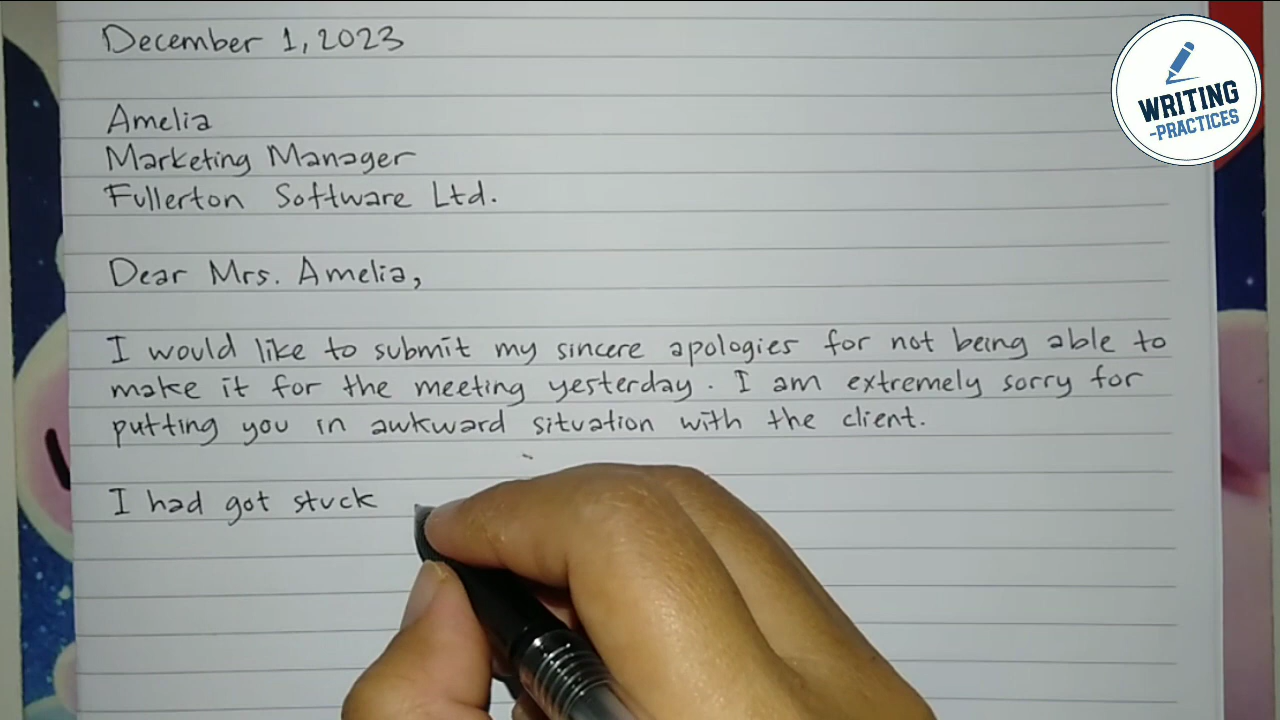 December 1, 2023
Amelia
Marketing Manager
Fullerton Software Ltd.
Dear Mrs. Amelia,
I would like to submit my sincere apologies for not being able to
make it for the meeting yesterday. I am extremely sorry for
putting you in awkward situation with the client.
I had got stuck
WRITING
-PRACTICES